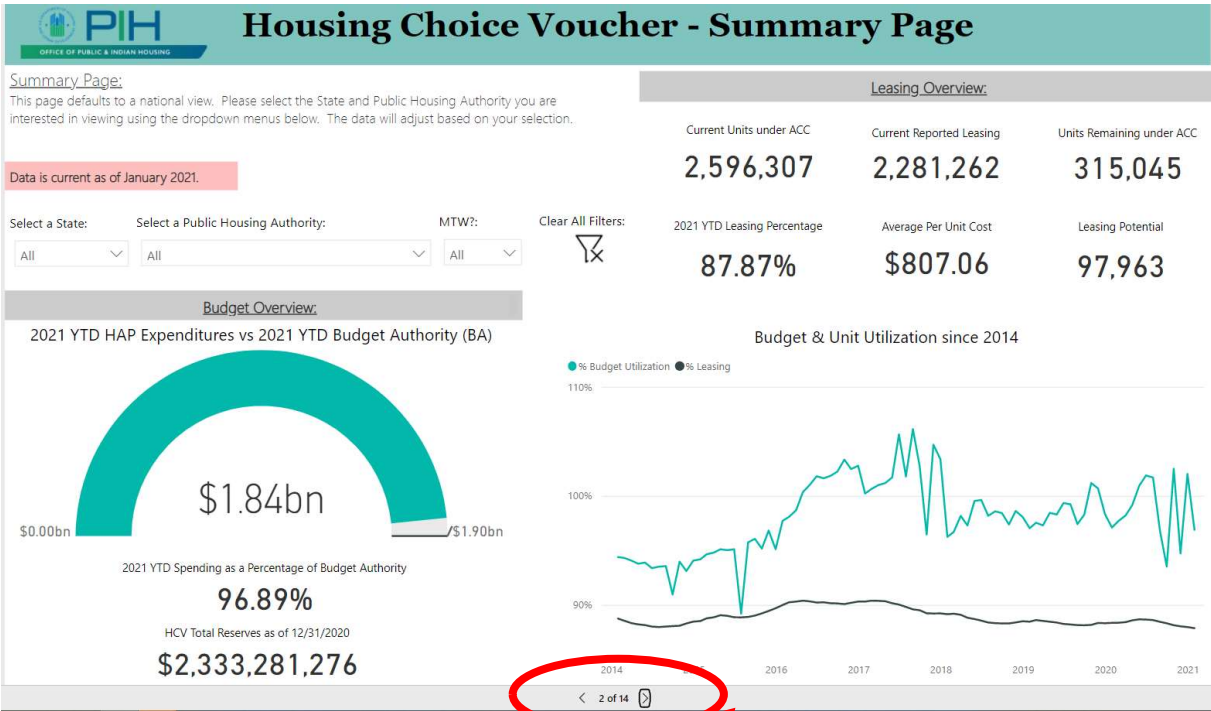 PIH
OFFICE OF PUBLIC & INDIAN HOUSING
Housing Choice Voucher - Summary Page
Summary Page:
This page defaults to a national view. Please select the State and Public Housing Authority you are
interested in viewing using the dropdown menus below. The data will adjust based on your selection.
Data is current as of January 2021.
Select a State:
All
Select a Public Housing Authority:
All
MTW?:
All
Clear All Filters:
Leasing Overview:
Current Units under ACC
2,596,307
Current Reported Leasing
2,281,262
Units Remaining under ACC
315,045
2021 YTD Leasing Percentage
87.87%
Average Per Unit Cost
$807.06
Leasing Potential
97,963
Budget Overview:
2021 YTD HAP Expenditures vs 2021 YTD Budget Authority (BA)
$1.84bn
$0.00bn
$1.90bn
2021 YTD Spending as a Percentage of Budget Authority
96.89%
HCV Total Reserves as of 12/31/2020
$2,333,281,276
Budget & Unit Utilization since 2014
% Budget Utilization % Leasing
110%
100%
90%
2014 2016 2017 2018 2019 2020 2021
2 of 14